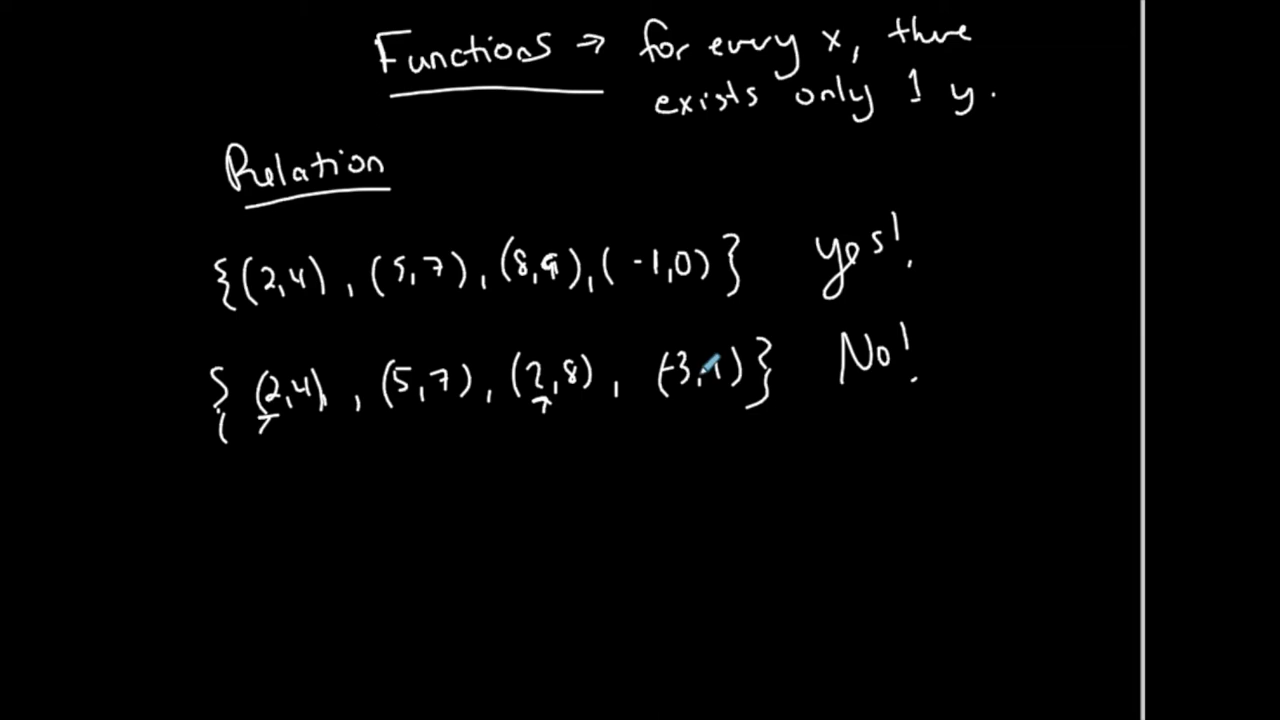 Functions → for every x, there
exists only 1 y.
Relation
{(2,4), (5,7), (8,9), (-1,0)} Yes!
{(2,4), (5,7), (2,8), (-3, )} No!